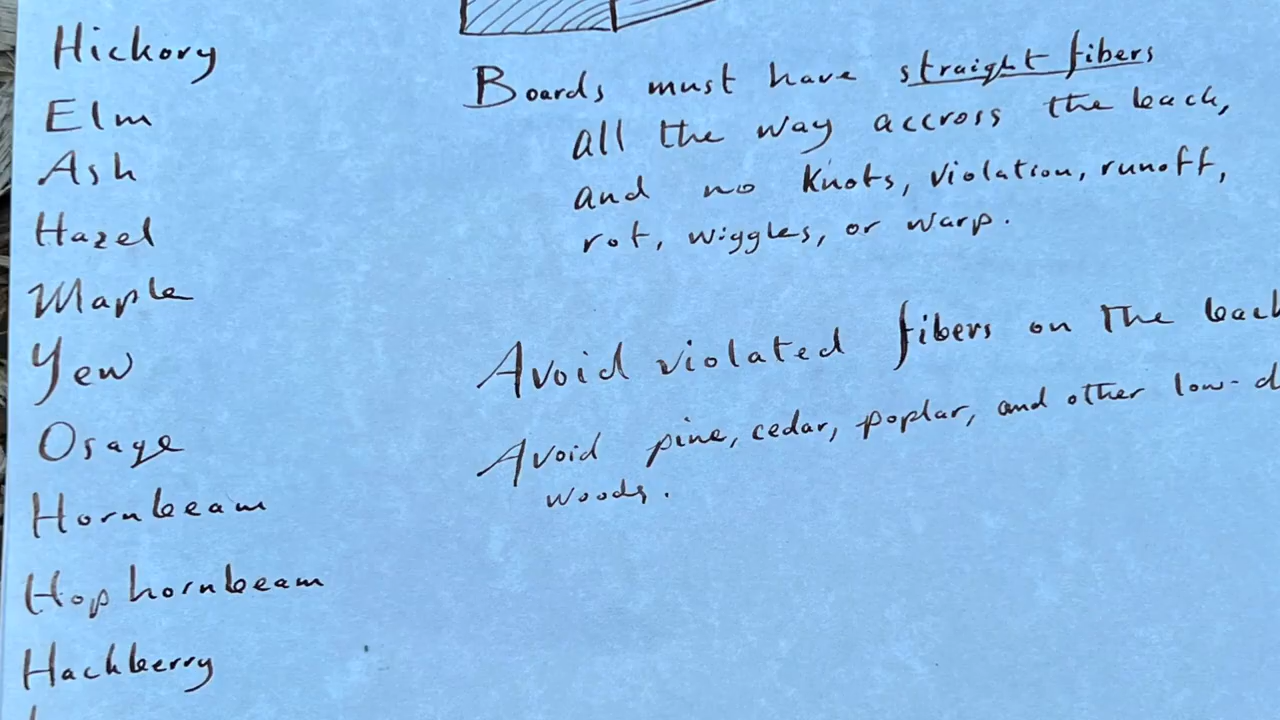 Hickory
Elm
Ash
Hazel
Maple
Yew
Osage
Hornbeam
Hop hornbeam
Hackberry
Boards must have straight fibers
all the way accross the back,
and no knots, violation, runoff,
rot, wiggles, or warp.
Avoid violated fibers on the back
Avoid pine, cedar, poplar, and other low-d
woods.